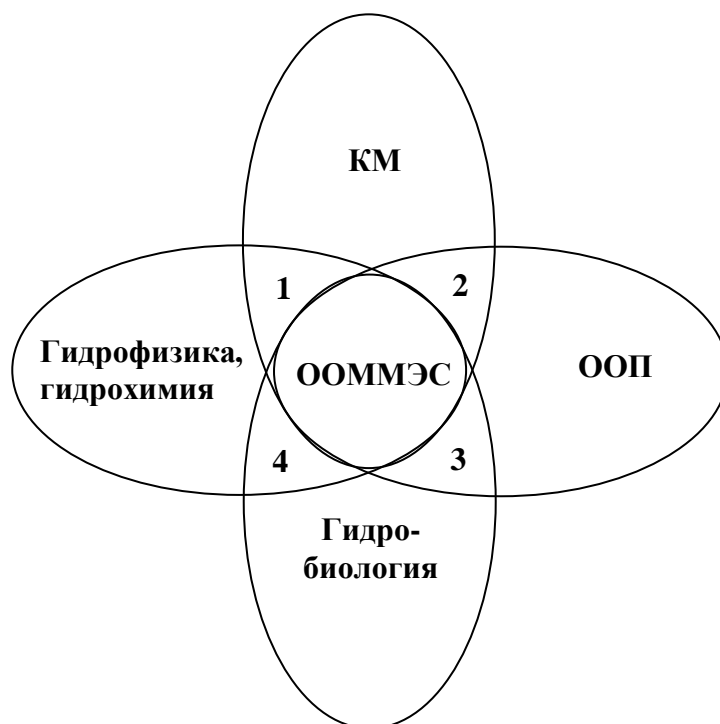 КМ
1
2
Гидрофизика,
гидрохимия
ООММЭС
ООП
4
3
Гидро-
биология